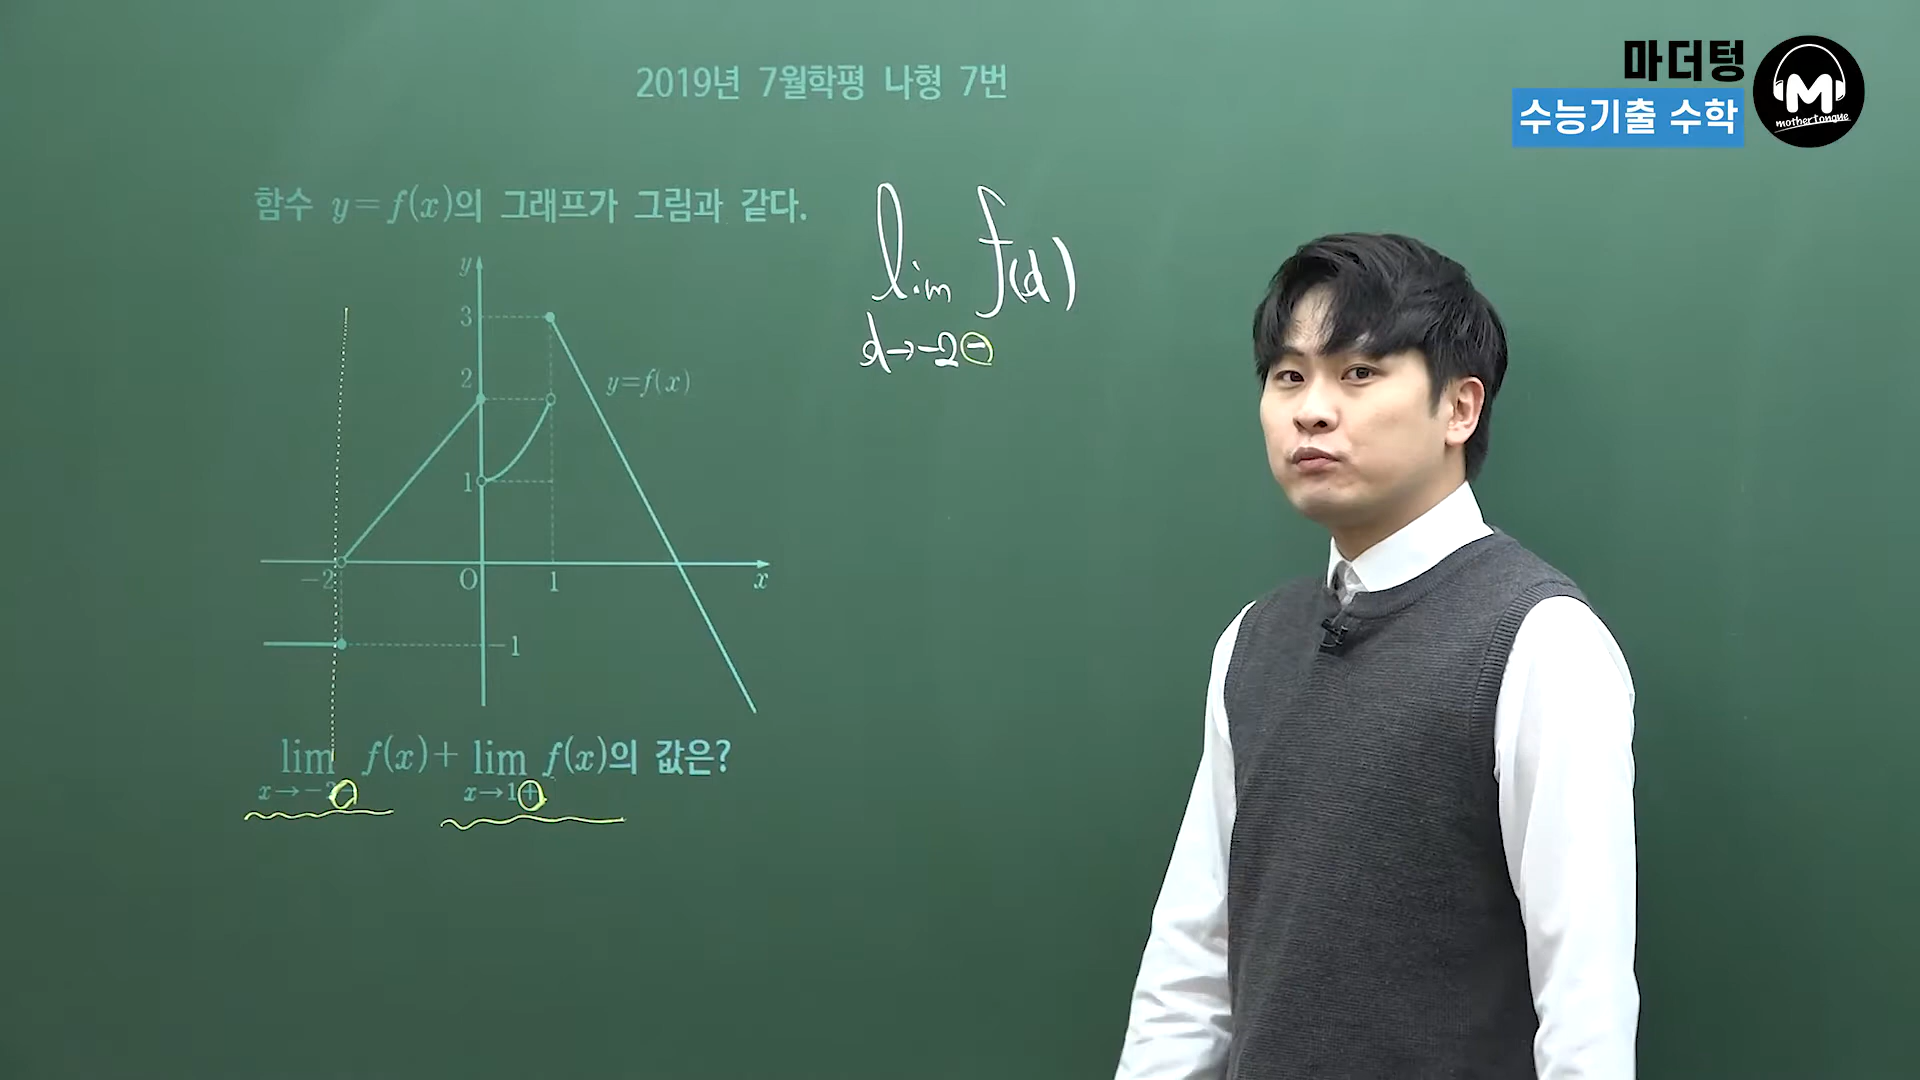 마더텅
수능기출 수학
M
mothertongue
2019년 7월학평 나형 7번
함수 y=f(x)의 그래프가 그림과 같다.
lim f(x)
x→-2-
y
3
2
y=f(x)
1
-2
O
1
x
-1
lim f(x)+lim f(x)의 값은?
x→-2 x→1+